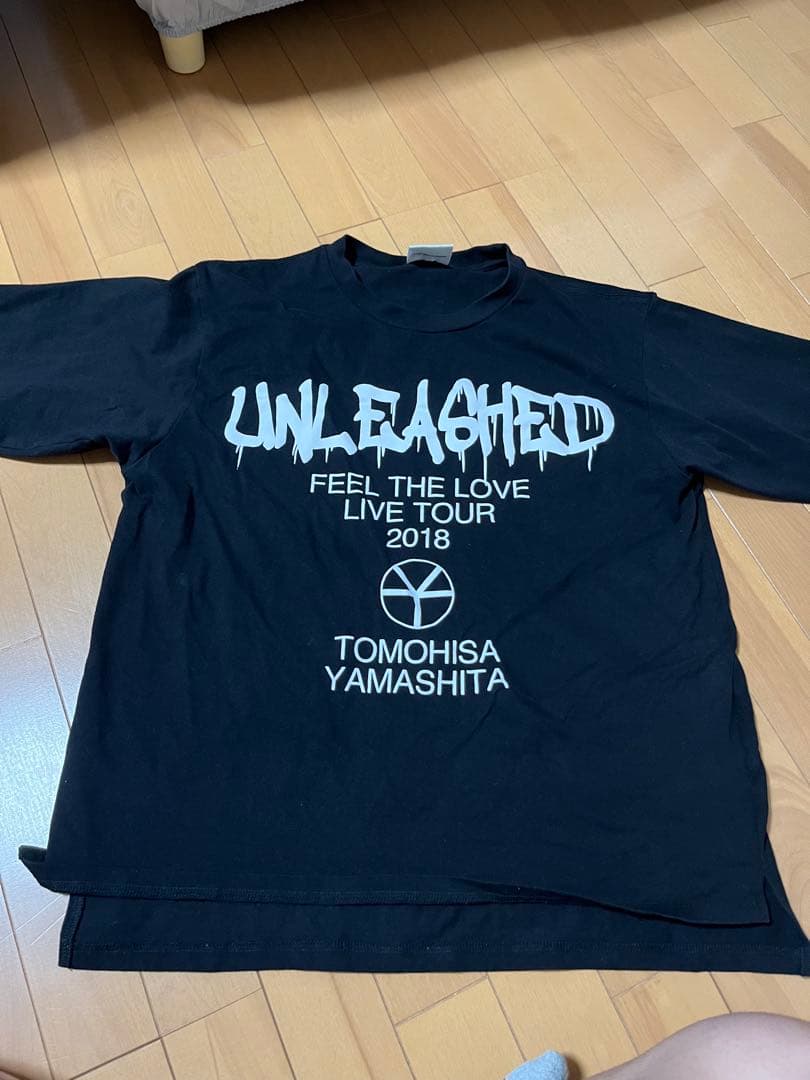 UNLEASHED
FEEL THE LOVE
LIVE TOUR
2018
Y
TOMOHISA
YAMASHITA